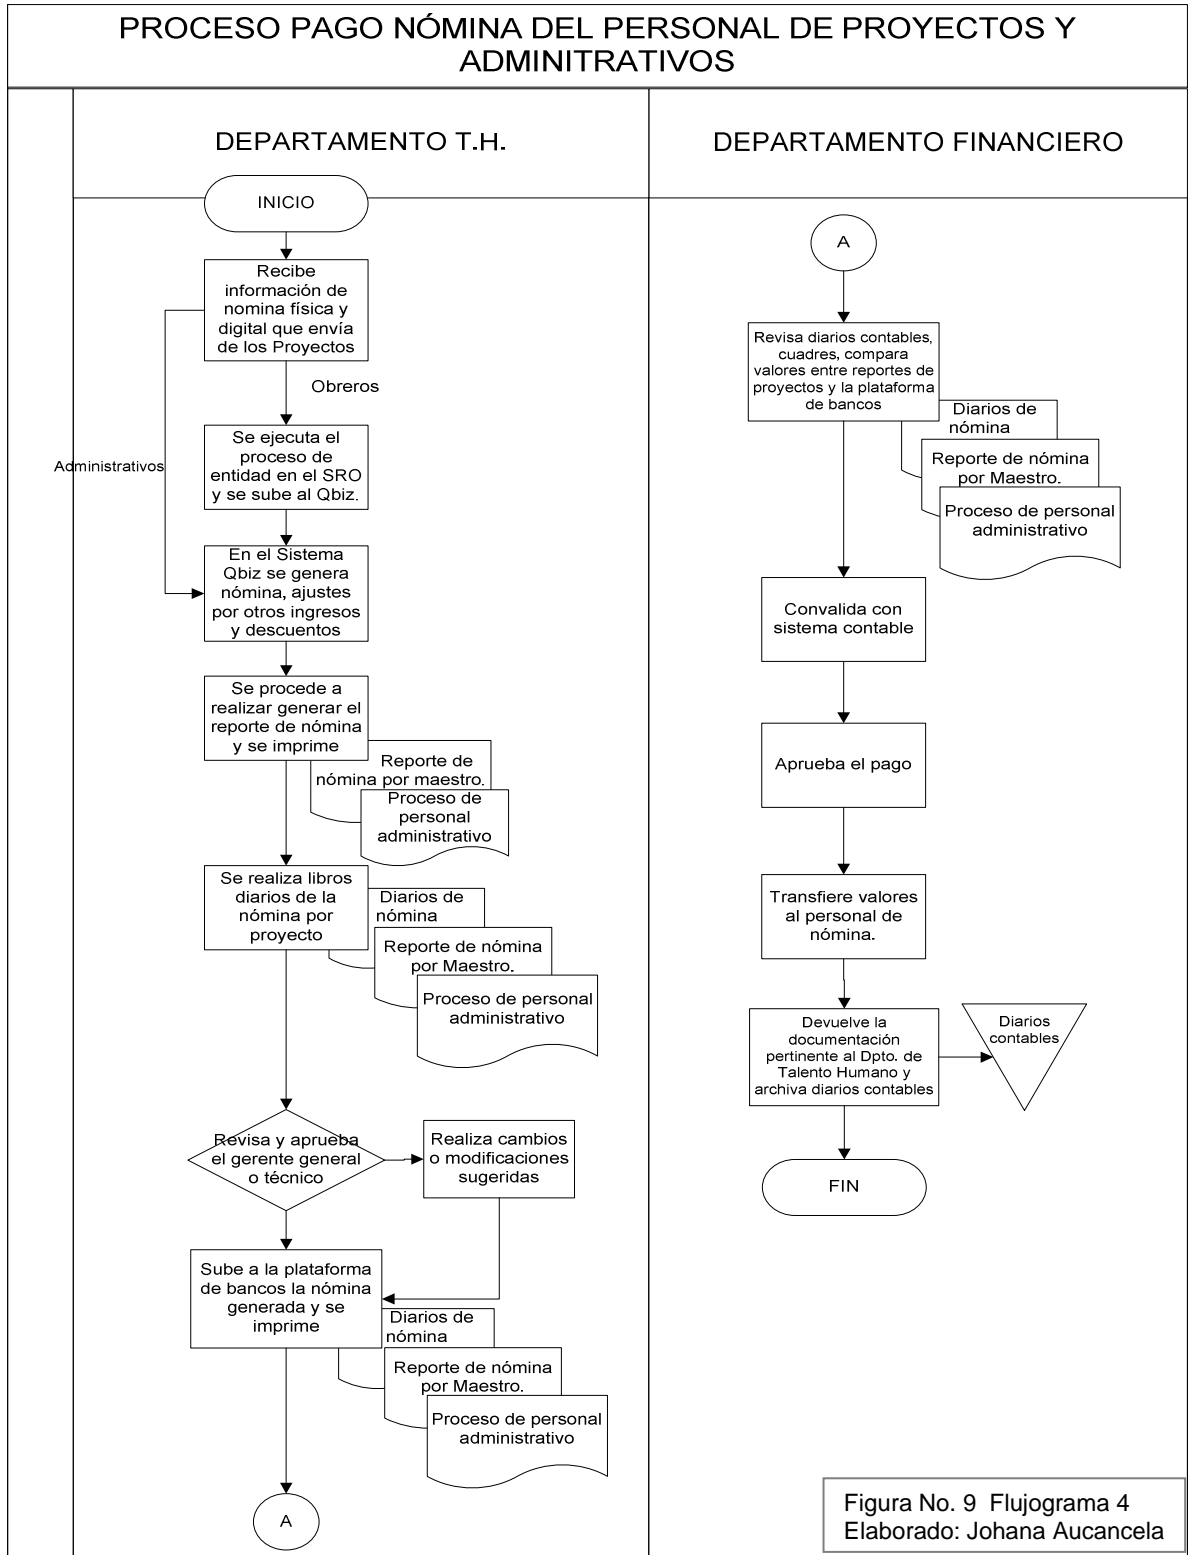 PROCESO PAGO NÓMINA DEL PERSONAL DE PROYECTOS Y
ADMINITRATIVOS
DEPARTAMENTO T.H.
INICIO
Recibe
información de
nomina física y
digital que envía
de los Proyectos
Obreros
Administrativos
Se ejecuta el
proceso de
entidad en el SRO
y se sube al Qbiz.
En el Sistema
Qbiz se genera
nómina, ajustes
por otros ingresos
y descuentos
Se procede a
realizar generar el
reporte de nómina
y se imprime
Reporte de
nómina por maestro.
Proceso de
personal
administrativo
Se realiza libros
diarios de la
nómina por
proyecto
Diarios de
nómina
Reporte de nómina
por Maestro.
Proceso de personal
administrativo
Revisa y aprueba
el gerente general
o técnico
Realiza cambios
o modificaciones
sugeridas
Sube a la plataforma
de bancos la nómina
generada y se
imprime
Diarios de
nómina
Reporte de nómina
por Maestro.
Proceso de personal
administrativo
A
DEPARTAMENTO FINANCIERO
A
Revisa diarios contables,
cuadres, compara
valores entre reportes de
proyectos y la plataforma
de bancos
Diarios de
nómina
Reporte de nómina
por Maestro.
Proceso de personal
administrativo
Convalida con
sistema contable
Aprueba el pago
Transfiere valores
al personal de
nómina.
Devuelve la
documentación
pertinente al Dpto. de
Talento Humano y
archiva diarios contables
Diarios
contables
FIN
Figura No. 9 Flujograma 4
Elaborado: Johana Aucancela